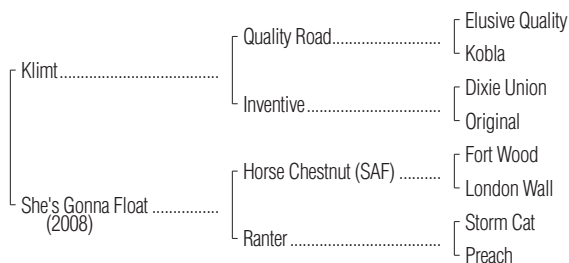 Elusive Quality
Quality Road
Kobla
Klimt
Dixie Union
Inventive
Original
Fort Wood
Horse Chestnut (SAF)
London Wall
She's Gonna Float
(2008)
Storm Cat
Ranter
Preach